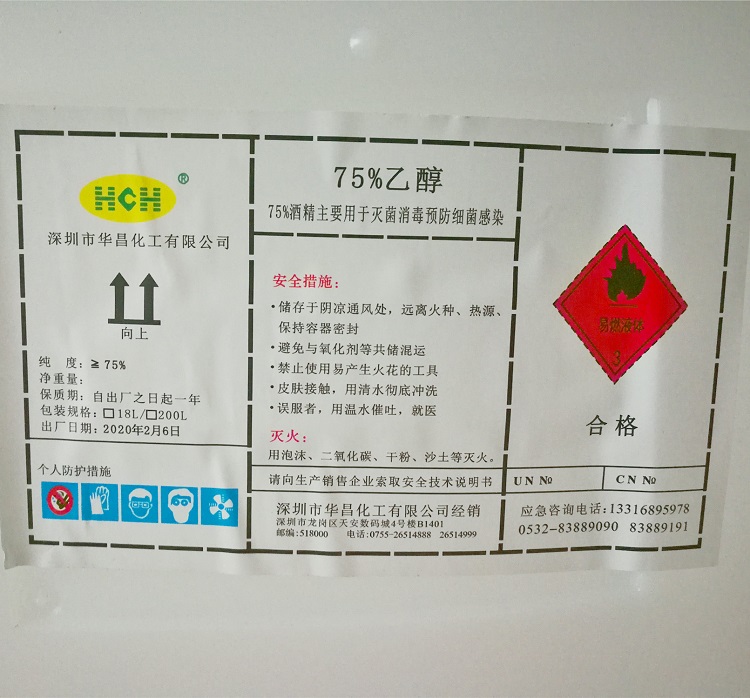 HCH ®
深圳市华昌化工有限公司
向上
纯 度：≧75%
净重量：
保质期：自出厂之日起一年
包装规格：□18L/□200L
出厂日期：2020年2月6日
个人防护措施
75%乙醇
75%酒精主要用于灭菌消毒预防细菌感染
安全措施：
·储存于阴凉通风处，远离火种、热源、
保持容器密封
·避免与氧化剂等共储混运
·禁止使用易产生火花的工具
·皮肤接触，用清水彻底冲洗
·误服者，用温水催吐，就医
灭火：
用泡沫、二氧化碳、干粉、沙土等灭火。
请向生产销售企业索取安全技术说明书
深圳市华昌化工有限公司经销
深圳市龙岗区天安数码城4号楼B1401
邮编:518000 电话:0755-26514888 26514999
易燃液体
3
合格
UN № CN №
应急咨询电话:13316895978
0532-83889090 83889191